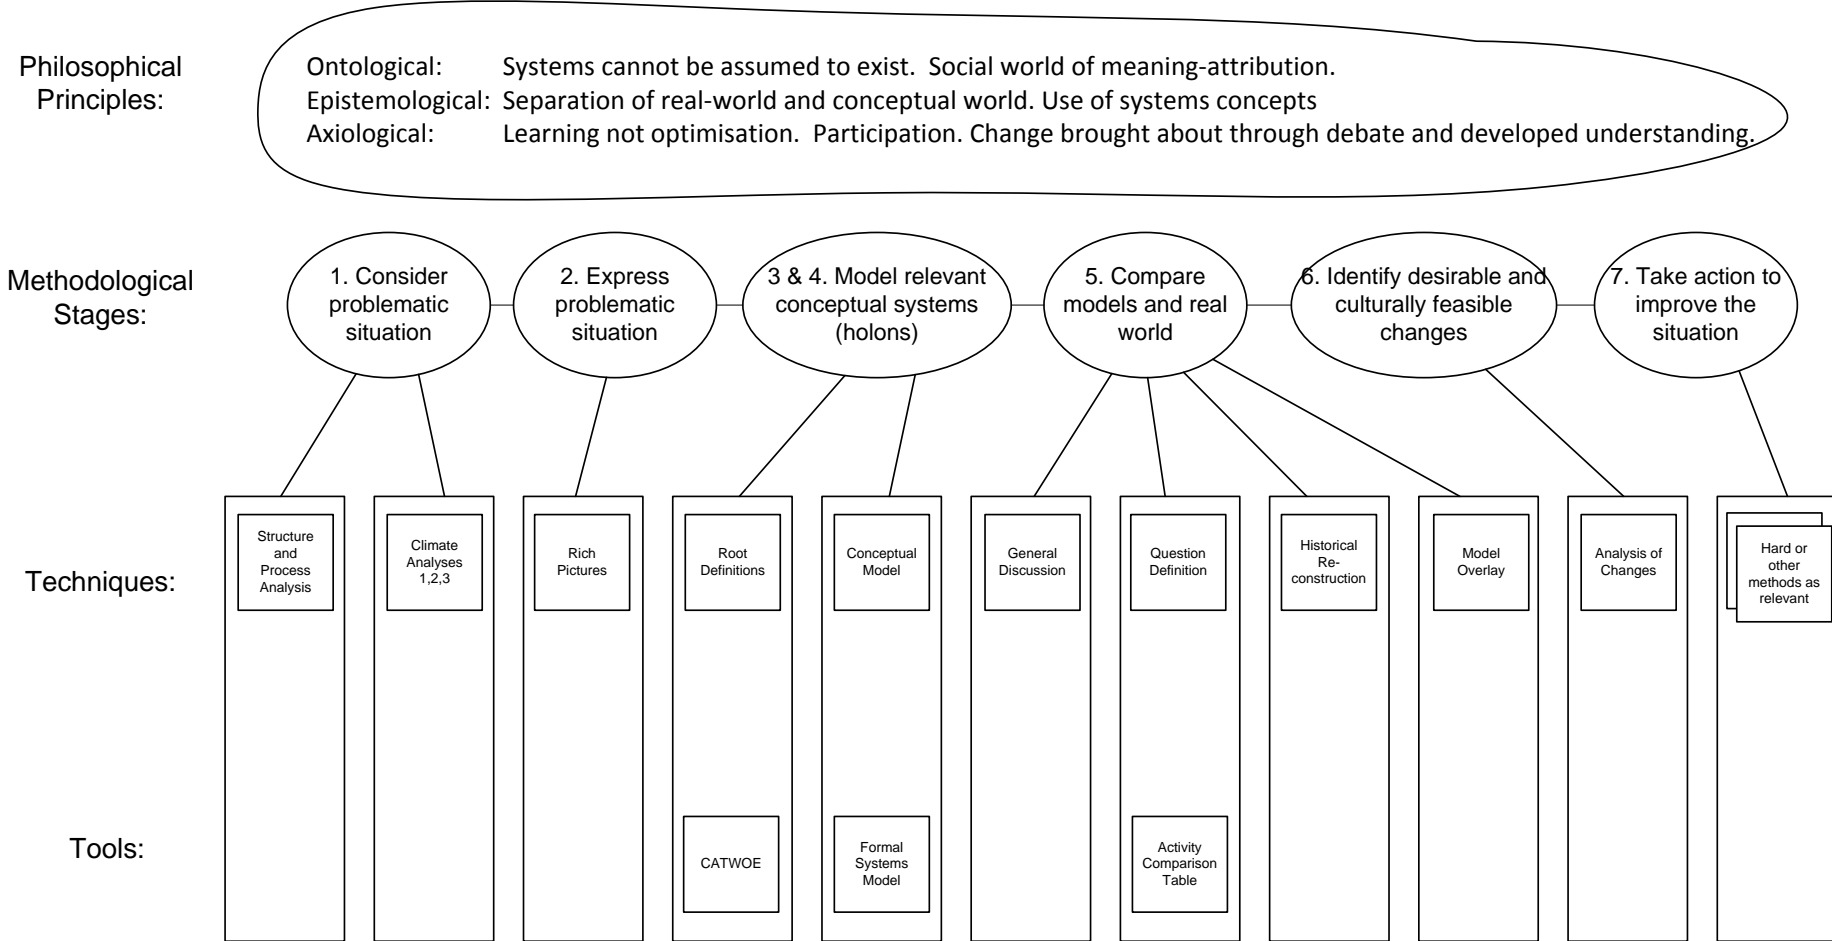 Philosophical
Principles:
Ontological: Systems cannot be assumed to exist. Social world of meaning-attribution.
Epistemological: Separation of real-world and conceptual world. Use of systems concepts
Axiological: Learning not optimisation. Participation. Change brought about through debate and developed understanding.
Methodological
Stages:
1. Consider
problematic
situation
2. Express
problematic
situation
3 & 4. Model relevant
conceptual systems
(holons)
5. Compare
models and real
world
6. Identify desirable and
culturally feasible
changes
7. Take action to
improve the
situation
Techniques:
Structure
and
Process
Analysis
Climate
Analyses
1,2,3
Rich
Pictures
Root
Definitions
Conceptual
Model
General
Discussion
Question
Definition
Historical
Re-
construction
Model
Overlay
Analysis of
Changes
Hard or
other
methods as
relevant
Tools:
CATWOE
Formal
Systems
Model
Activity
Comparison
Table